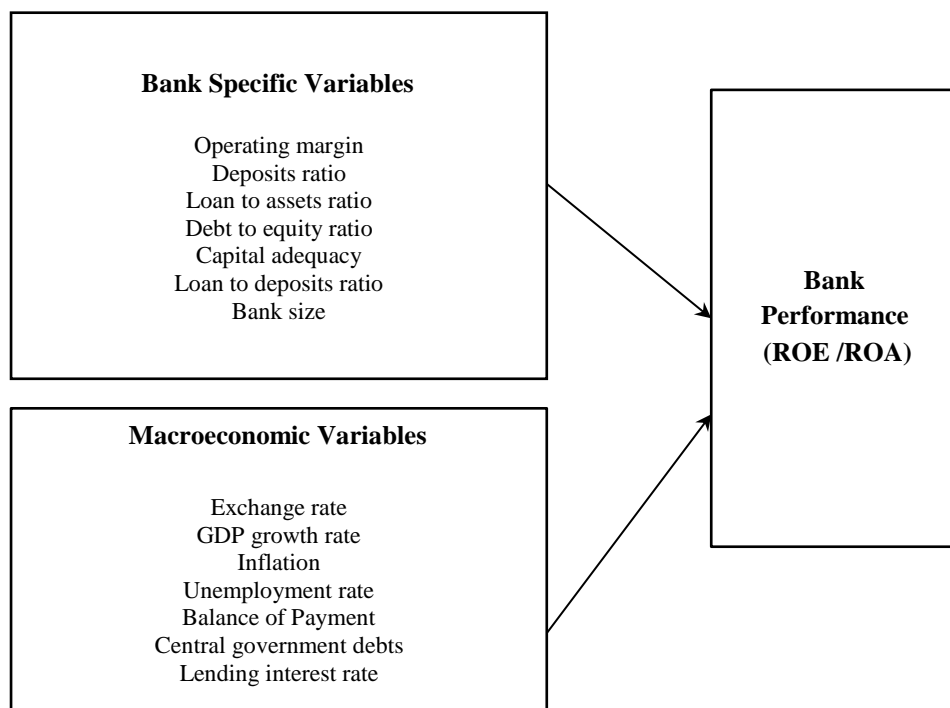 Bank Specific Variables
Operating margin
Deposits ratio
Loan to assets ratio
Debt to equity ratio
Capital adequacy
Loan to deposits ratio
Bank size
Macroeconomic Variables
Exchange rate
GDP growth rate
Inflation
Unemployment rate
Balance of Payment
Central government debts
Lending interest rate
Bank
Performance
(ROE /ROA)